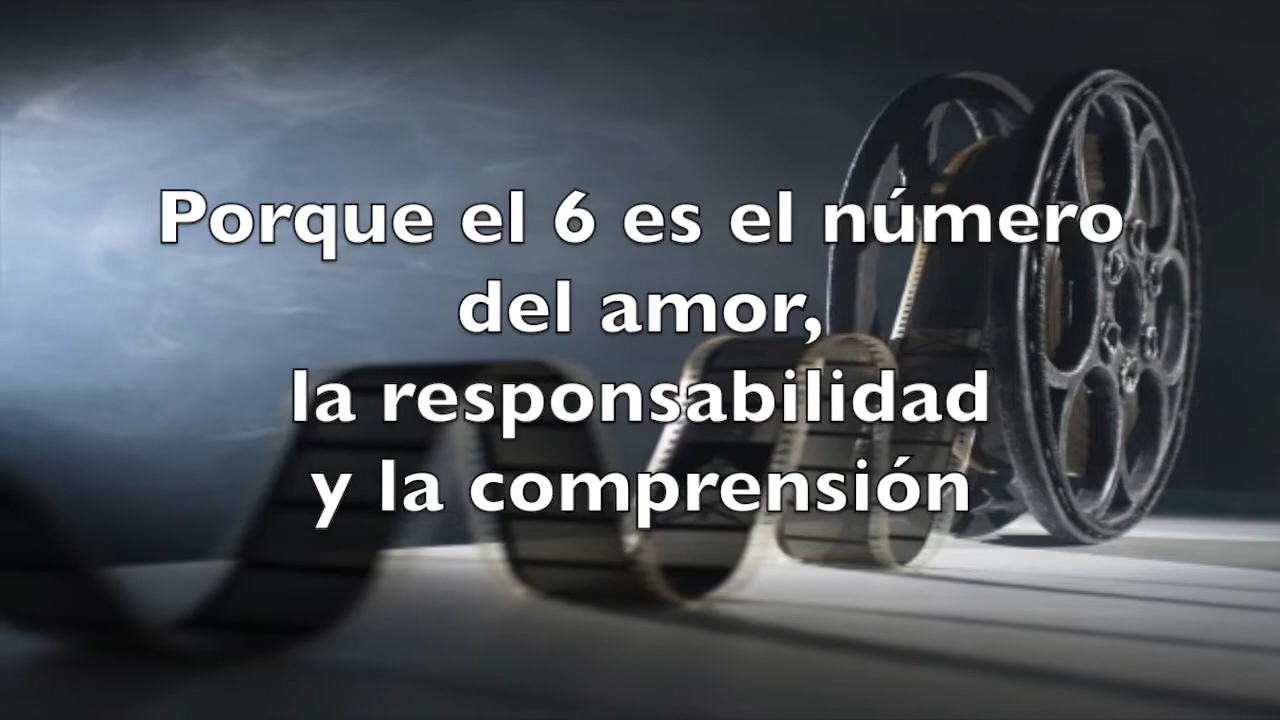 Porque el 6 es el número
del amor,
la responsabilidad
y la comprensión